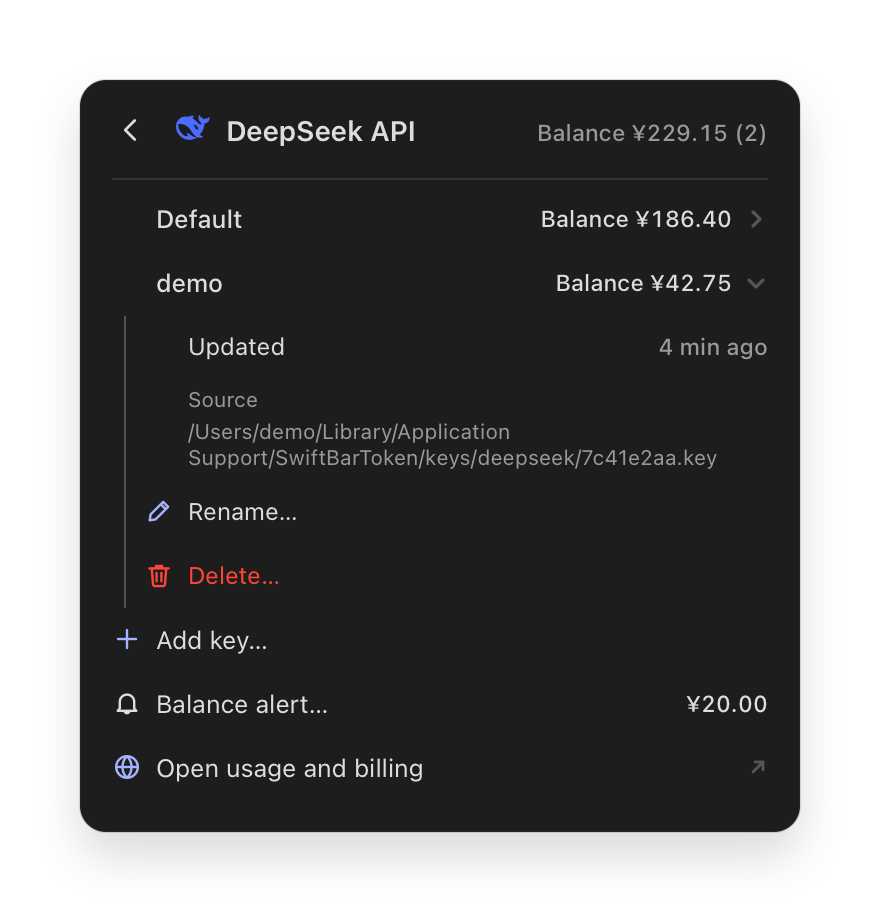 DeepSeek API
Balance ¥229.15 (2)
Default
Balance ¥186.40
demo
Balance ¥42.75
Updated
4 min ago
Source
/Users/demo/Library/Application
Support/SwiftBarToken/keys/deepseek/7c41e2aa.key
Rename...
Delete...
Add key...
Balance alert...
¥20.00
Open usage and billing